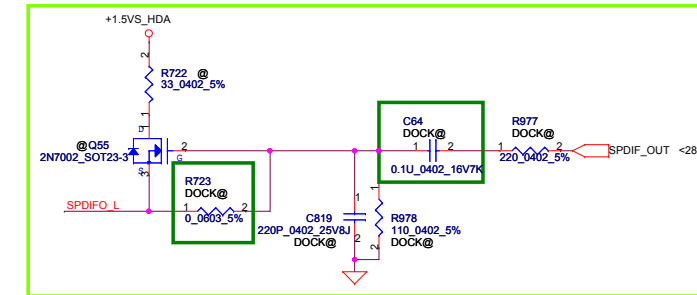 +1.5VS_HDA
2
R722 @
33_0402_5%
1
D
@Q55
2N7002_SOT23-3
2
G
S
3
R723
DOCK@
1 2
0_0603_5%
SPDIFO_L
C64
DOCK@
1 2
0.1U_0402_16V7K
R977
DOCK@
1 2
220_0402_5%
SPDIF_OUT <28
1
C819
220P_0402_25V8J
DOCK@
2
1
R978
110_0402_5%
DOCK@
2